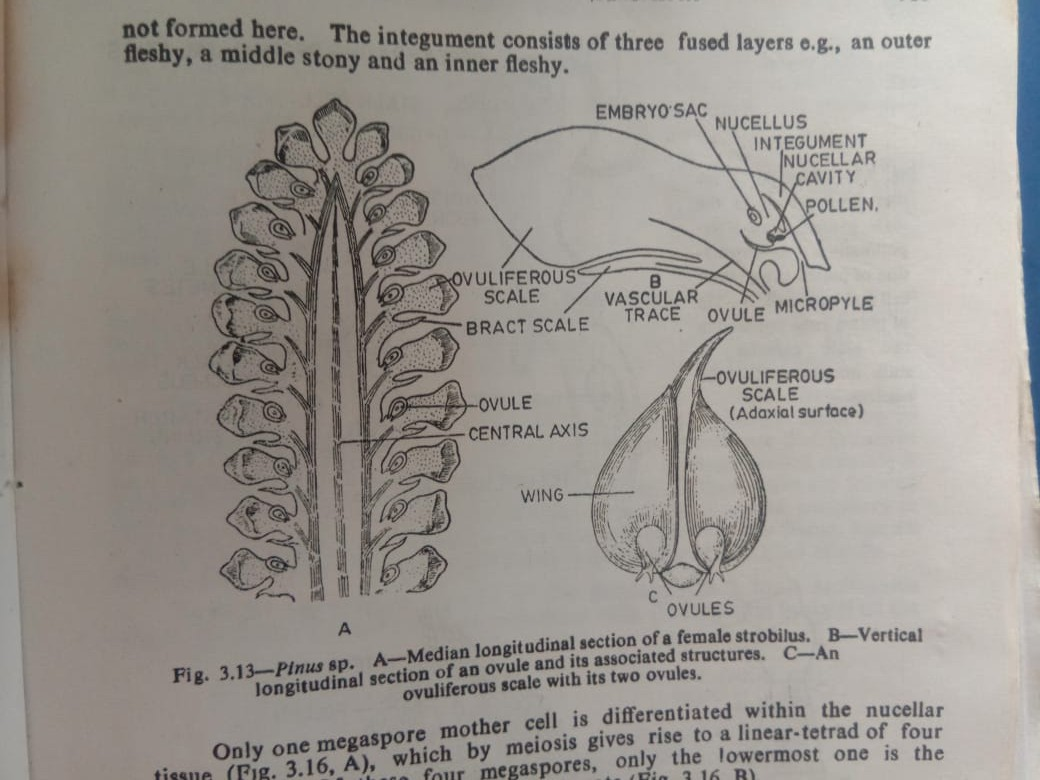 not formed here. The integument consists of three fused layers e.g., an outer
fleshy, a middle stony and an inner fleshy.
EMBRYO SAC
NUCELLUS
INTEGUMENT
NUCELLAR
CAVITY
POLLEN.
OVULIFEROUS
SCALE
BRACT SCALE
B
VASCULAR
TRACE
OVULE
MICROPYLE
OVULIFEROUS
SCALE
(Adaxial surface)
OVULE
CENTRAL AXIS
WING
C
OVULES
A
Fig. 3.13—Pinus sp. A—Median longitudinal section of a female strobilus. B—Vertical
longitudinal section of an ovule and its associated structures. C—An
ovuliferous scale with its two ovules.
Only one megaspore mother cell is differentiated within the nucellar
tissue (Fig. 3.16, A), which by meiosis gives rise to a linear-tetrad of four
four megaspores, only the lowermost one is the
(Fig. 3.16, B).